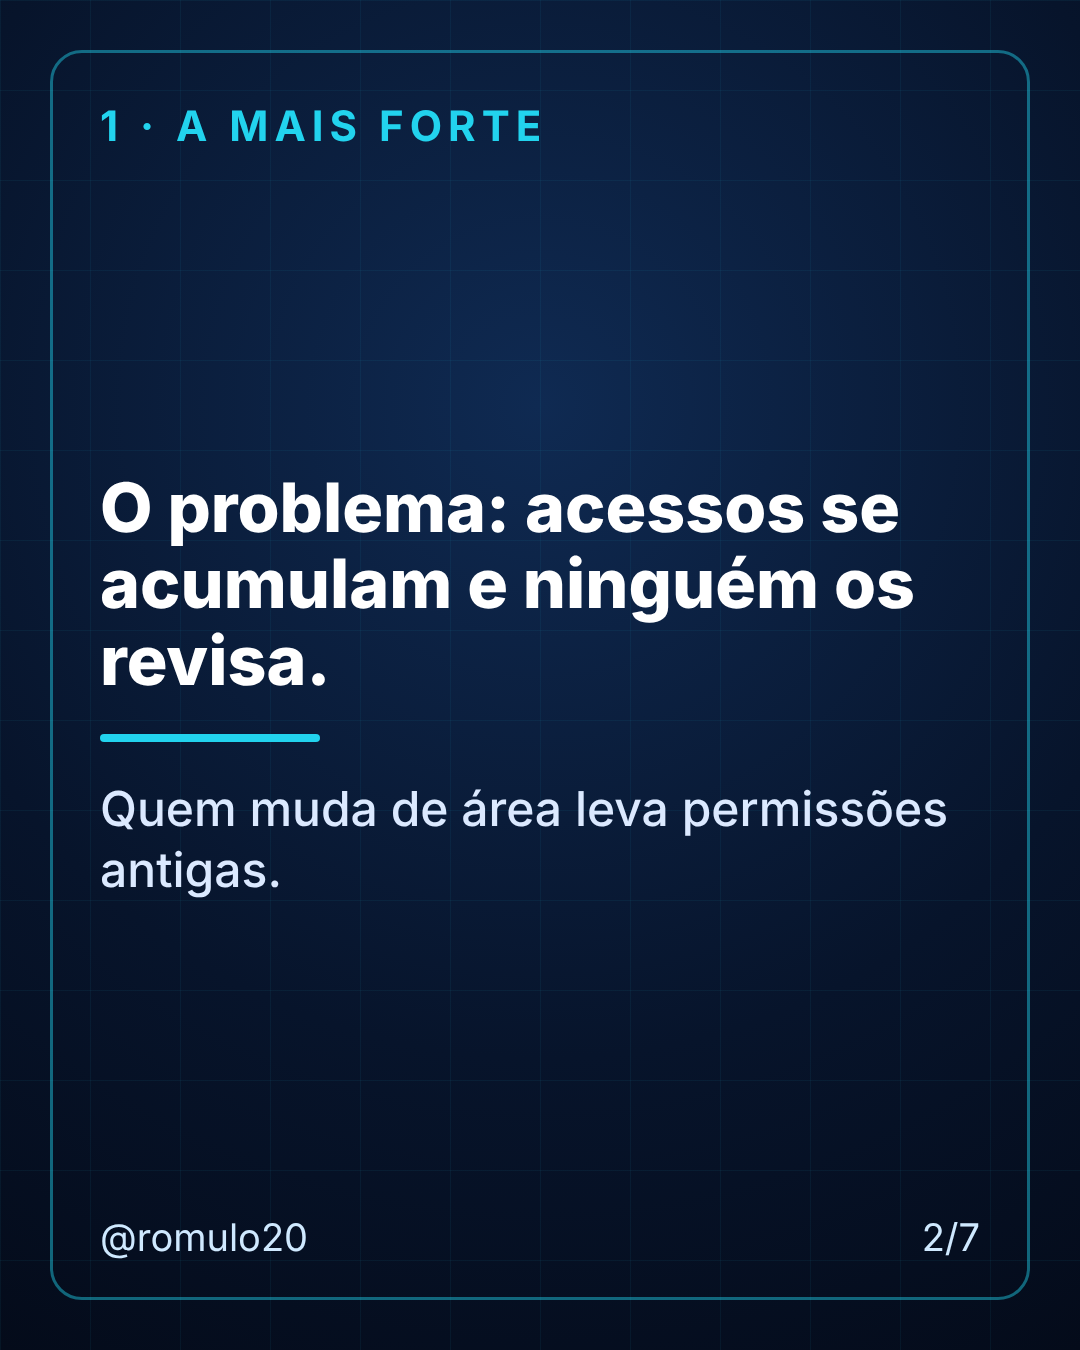 1 · A MAIS FORTE
O problema: acessos se
acumulam e ninguém os
revisa.
Quem muda de área leva permissões
antigas.
@romulo20
2/7